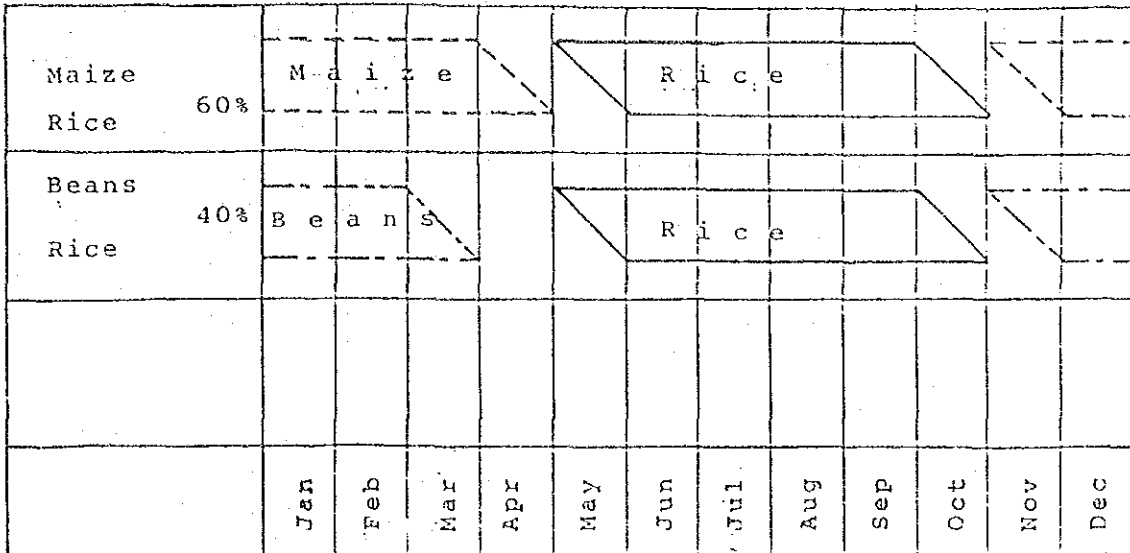 Maize Maize Rice
60%
Rice
Beans
40% Beans Rice
Rice
Jan Feb Mar Apr May Jun Jul Aug Sep Oct Nov Dec